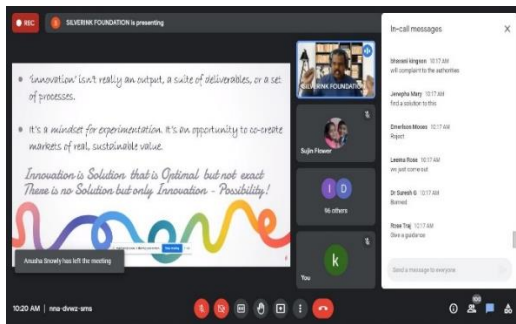 REC
SILVERINK FOUNDATION is presenting
• 'Innovation' isn't really an output, a suite of deliverables, or a set
of processes.
• It's a mindset for experimentation. It's an opportunity to co-create
markets of real, sustainable value.
Innovation is Solution that is Optimal but not exact
There is no Solution but only Innovation - Possibility!
Anusha Snowly has left the meeting
SILVERINK FOUNDATION
Sujin Flower
I D
96 others
k
You
In-call messages
kingson 10:17 AM
will complaint to the authorities
Jenepha Mary 10:17 AM
find a solution to this
Emerlson Moses 10:17 AM
Reject
Leema Rose 10:17 AM
we just come out
Dr Suresh G 10:17 AM
Banned
Rose Traj 10:17 AM
Give a guidance
Send a message to everyone
10:20 AM | nna-dvwz-sms